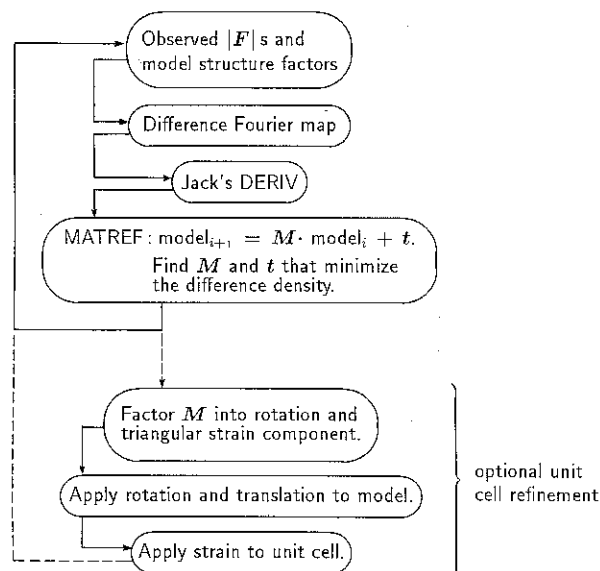 Observed |F| s and
model structure factors
Difference Fourier map
Jack's DERIV
MATREF : model_{i+1} = M · model_i + t.
Find M and t that minimize
the difference density.
Factor M into rotation and
triangular strain component.
Apply rotation and translation to model.
Apply strain to unit cell.
optional unit
cell refinement